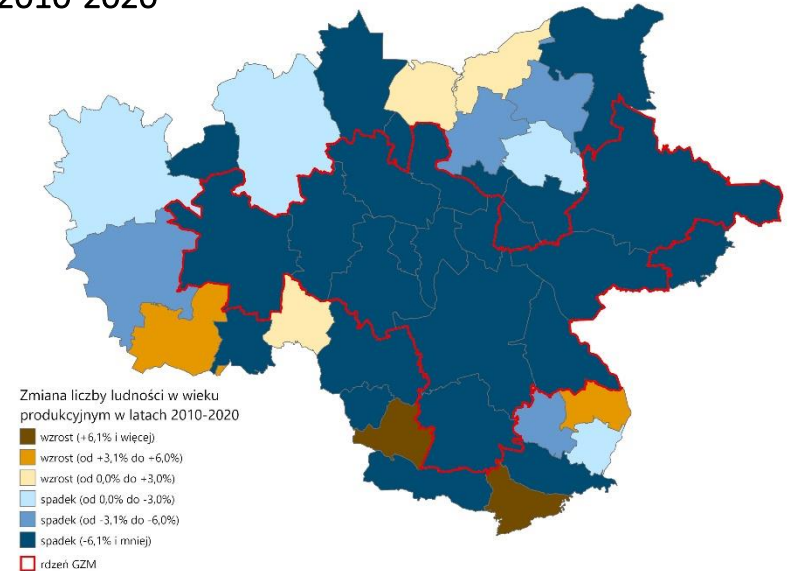 2010-2020
Zmiana liczby ludności w wieku
produkcyjnym w latach 2010-2020
wzrost (+6,1% i więcej)
wzrost (od +3,1% do +6,0%)
wzrost (od 0,0% do +3,0%)
spadek (od 0,0% do -3,0%)
spadek (od -3,1% do -6,0%)
spadek (-6,1% i mniej)
rdzeń GZM